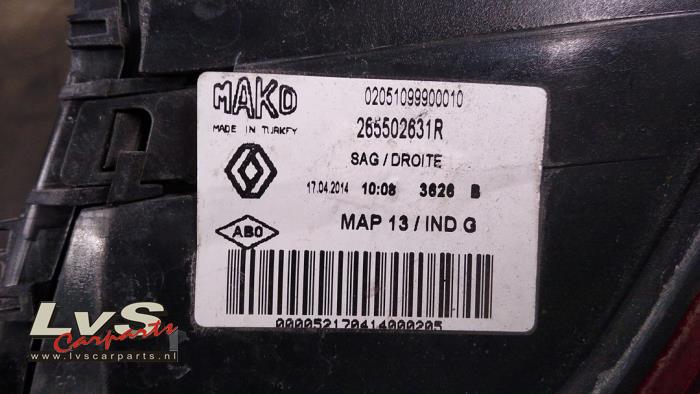 MAKO
MADE IN TURKEY
02051099900010
265502631R
SAG/DROITE
17.04.2014 10:08 3626 B
ABO
MAP 13 / IND G
000052170414000205
LvS
Carparts
www.lvscarparts.nl